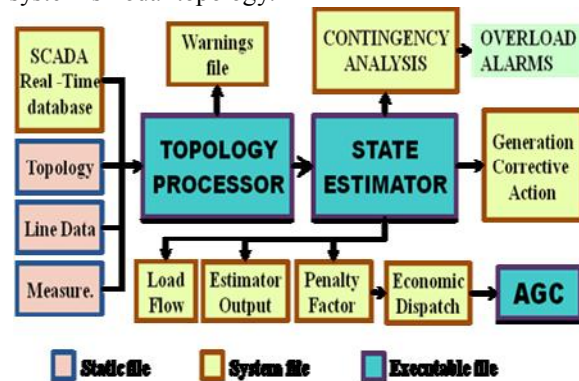 system's nodal topology.
SCADA
Real -Time
database
Topology
Line Data
Measure.
Warnings
file
TOPOLOGY
PROCESSOR
STATE
ESTIMATOR
CONTINGENCY
ANALYSIS
OVERLOAD
ALARMS
Generation
Corrective
Action
Load
Flow
Estimator
Output
Penalty
Factor
Economic
Dispatch
AGC
Static file
System file
Executable file